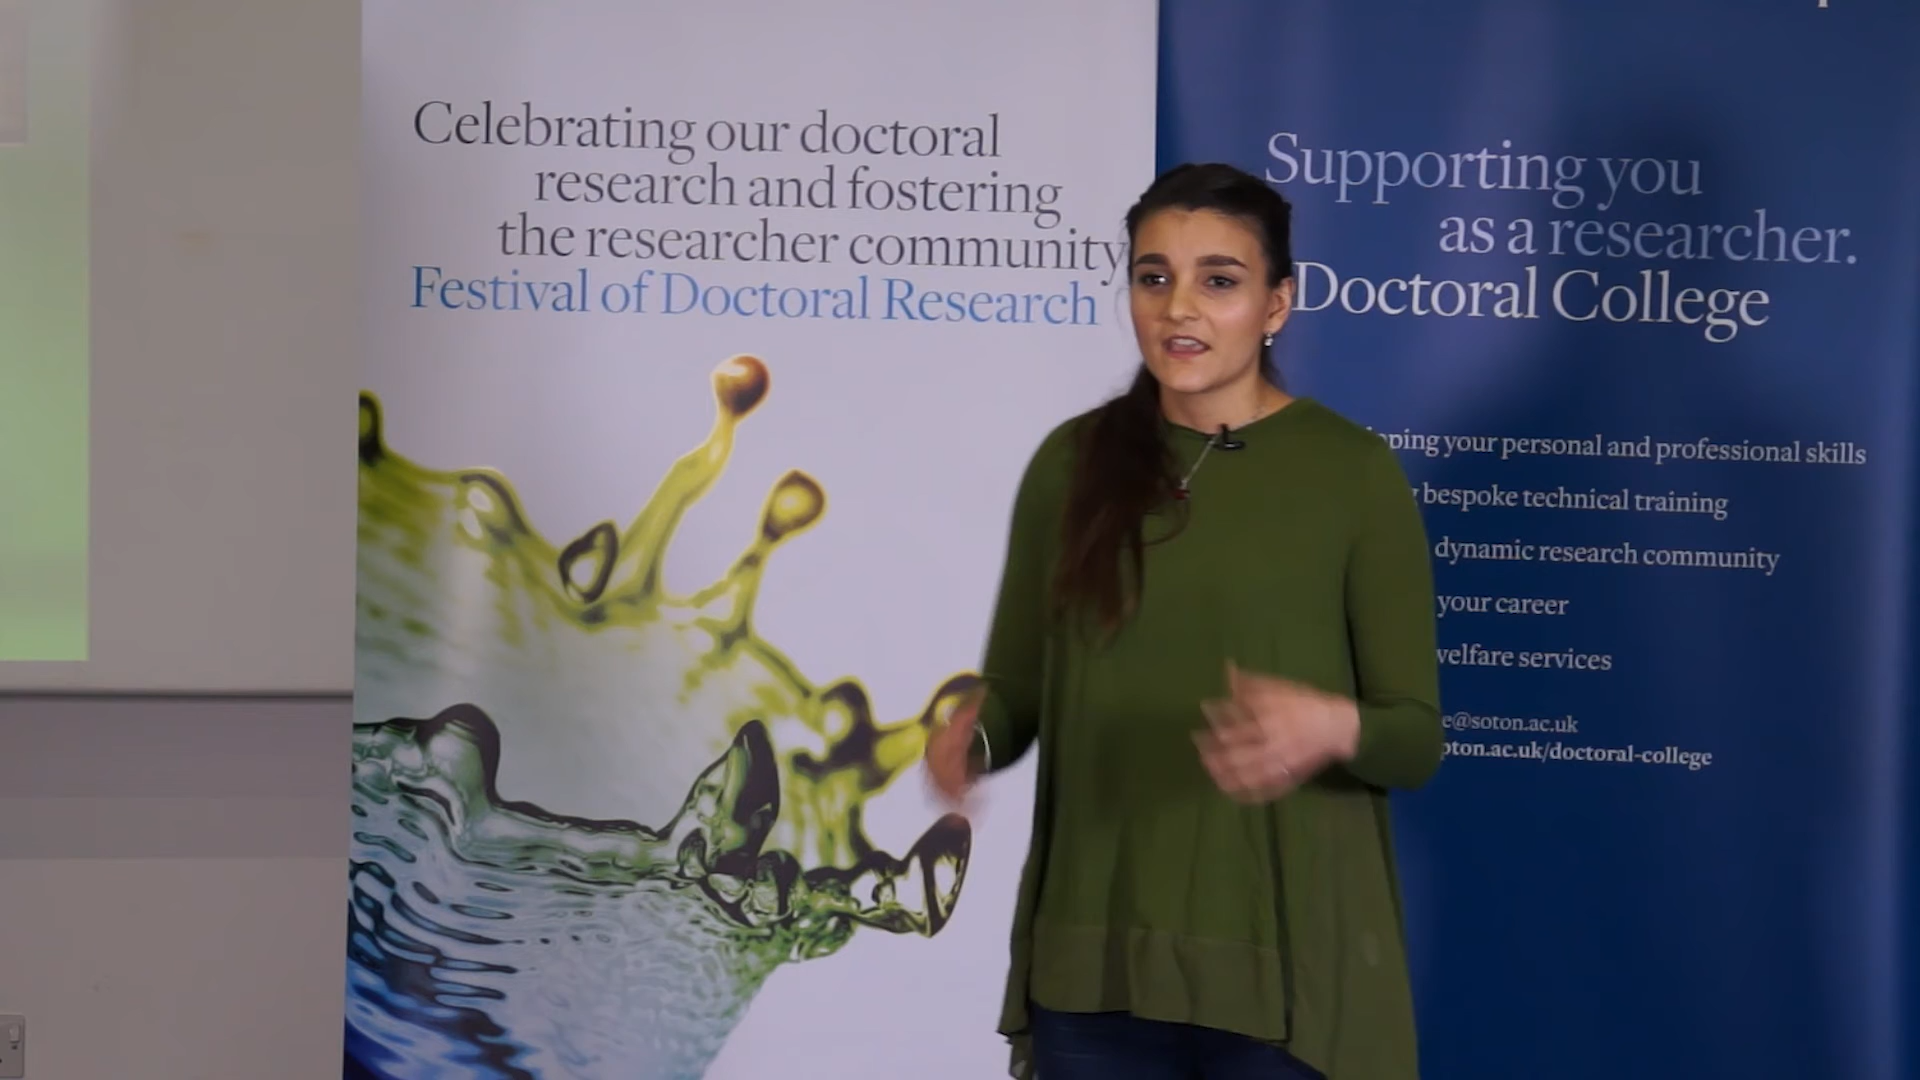 Celebrating our doctoral
research and fostering
the researcher community
Festival of Doctoral Research
Supporting you
as a researcher.
Doctoral College
your personal and professional skills
bespoke technical training
dynamic research community
your career
welfare services
e@soton.ac.uk
oton.ac.uk/doctoral-college